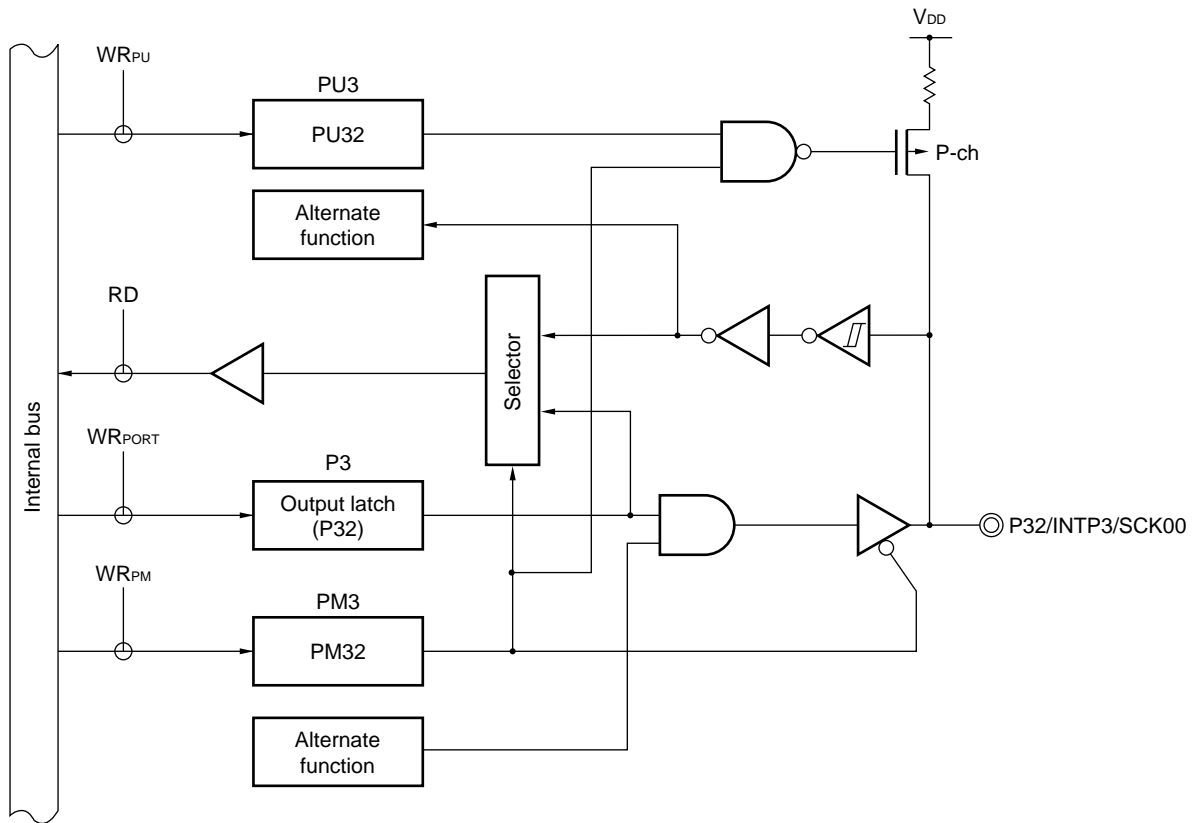 VDD
WRPU
PU3
PU32
P-ch
Alternate
function
RD
Selector
Internal bus
WRPORT
P3
Output latch
(P32)
P32/INTP3/SCK00
WRPM
PM3
PM32
Alternate
function